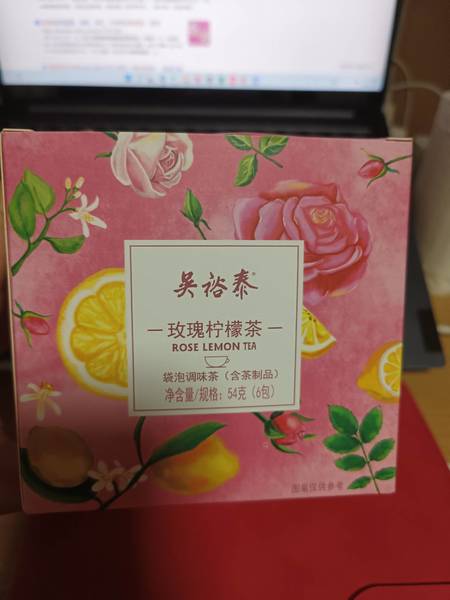 吴裕泰®
玫瑰柠檬茶
ROSE LEMON TEA
袋泡调味茶（含茶制品）
净含量/规格：54克（6包）
图案仅供参考